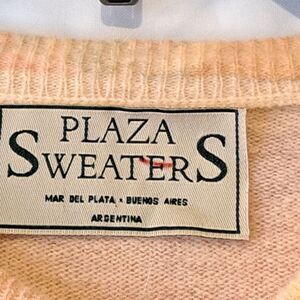 PLAZA
SWEATERS
MAR DEL PLATA • BUENOS AIRES
ARGENTINA